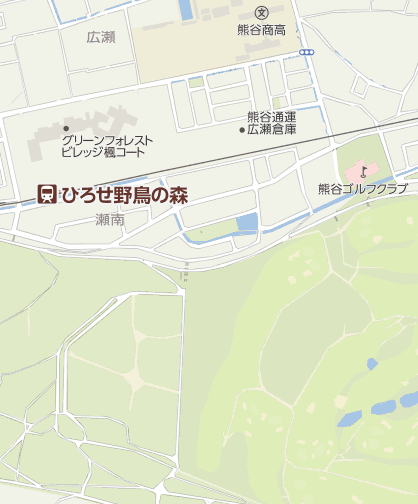 熊谷商高
広瀬
熊谷通運
広瀬倉庫
グリーンフォレスト
ビレッジ楓コート
熊谷ゴルフクラブ
ひろせ野鳥の森
瀬南